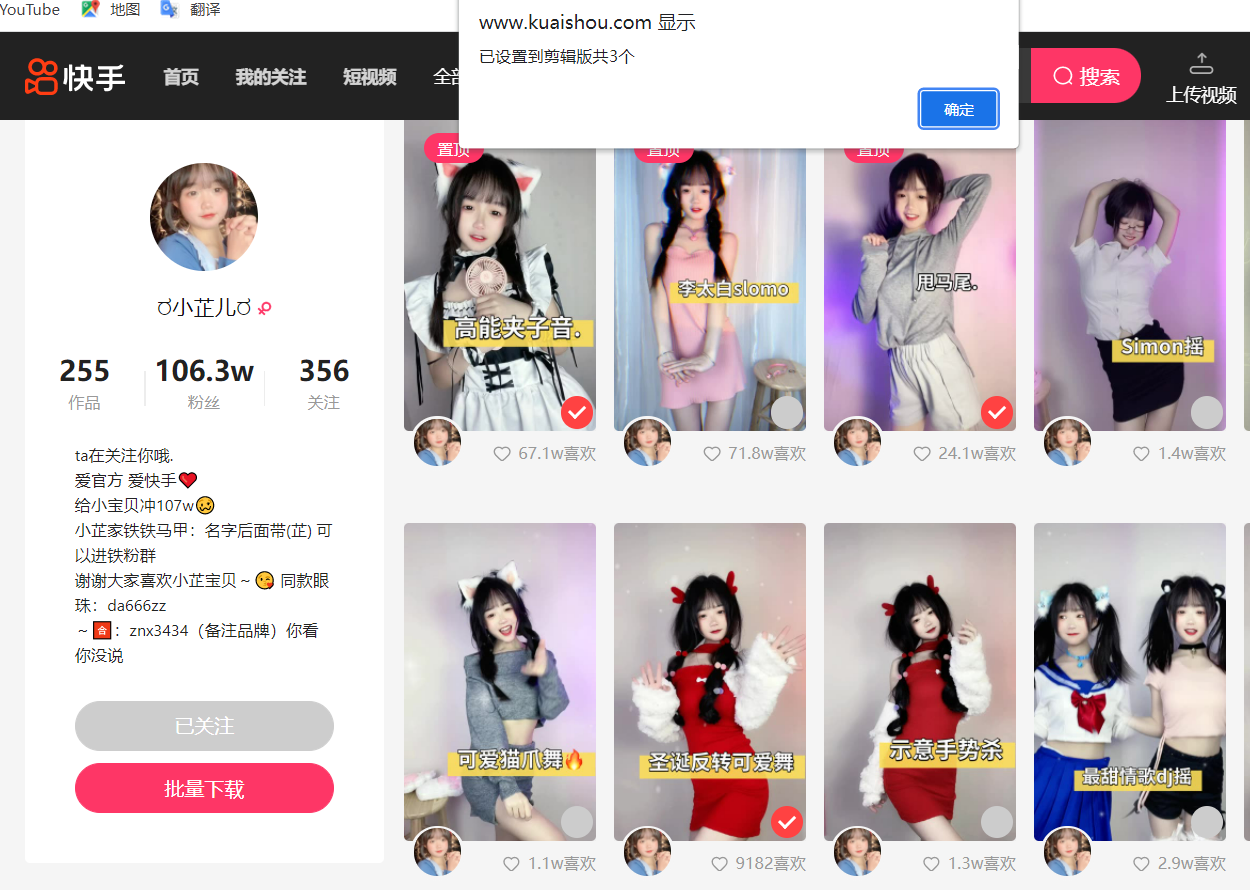 YouTube 地图 翻译
www.kuaishou.com 显示
已设置到剪辑版共3个
确定
快手 首页 我的关注 短视频 全部
搜索
上传视频
置顶
置顶
置顶
小芷儿
255 106.3w 356
作品 粉丝 关注
ta在关注你哦.
爱官方 爱快手❤️
给小宝贝冲107w🥴
小芷家铁铁马甲：名字后面带(芷) 可
以进铁粉群
谢谢大家喜欢小芷宝贝～😘 同款眼
珠：da666zz
～🈴：znx3434（备注品牌）你看
你没说
已关注
批量下载
高能夹子音.
李太白slomo
甩马尾.
Simon摇
67.1w喜欢
71.8w喜欢
24.1w喜欢
1.4w喜欢
可爱猫爪舞🔥
圣诞反转可爱舞
示意手势杀
最甜情歌dj摇
1.1w喜欢
9182喜欢
1.3w喜欢
2.9w喜欢